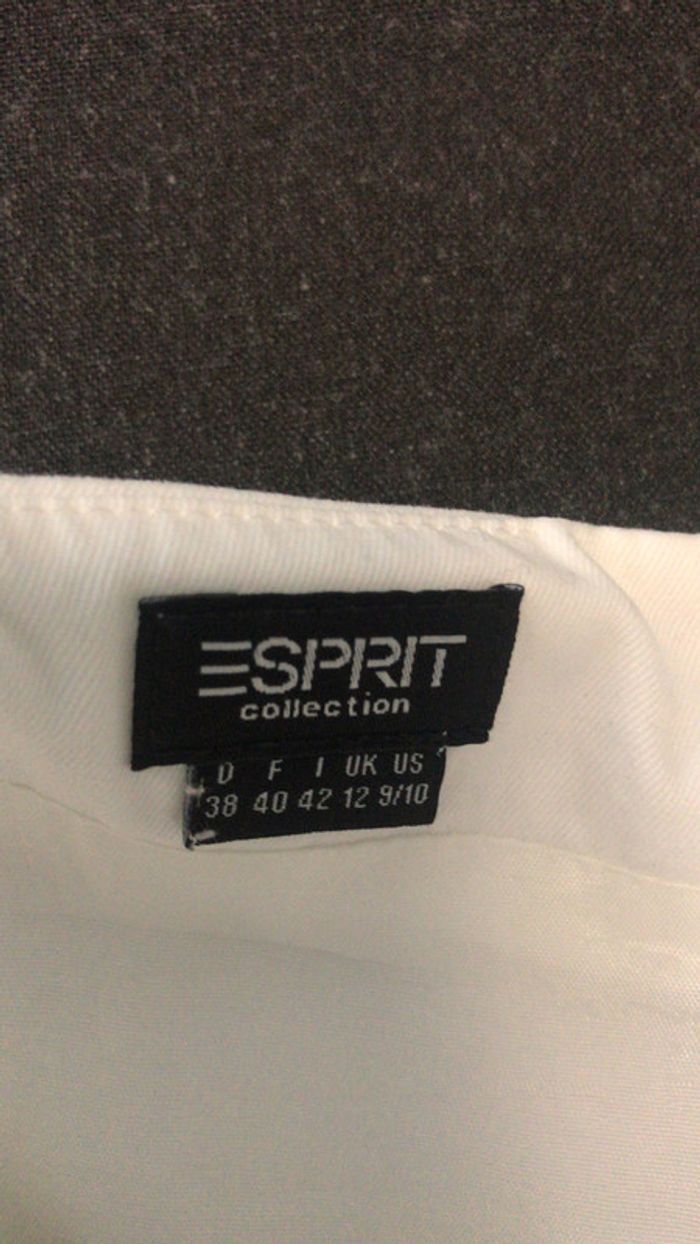 ESPRIT
collection
D F I UK US
38 40 42 12 9/10